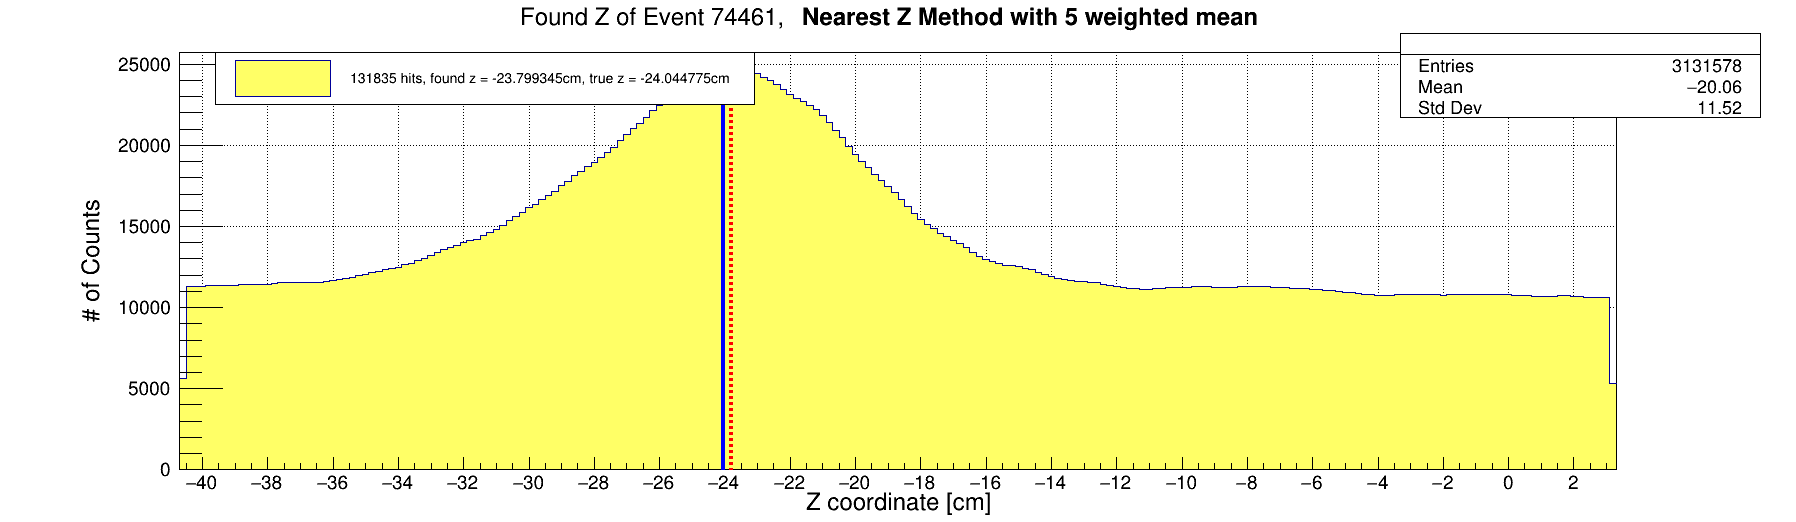 Found Z of Event 74461,   Nearest Z Method with 5 weighted mean
131835 hits, found z = -23.799345cm, true z = -24.044775cm
Entries 3131578
Mean −20.06
Std Dev 11.52
# of Counts
25000
20000
15000
10000
5000
0
−40 −38 −36 −34 −32 −30 −28 −26 −24 −22 −20 −18 −16 −14 −12 −10 −8 −6 −4 −2 0 2
Z coordinate [cm]